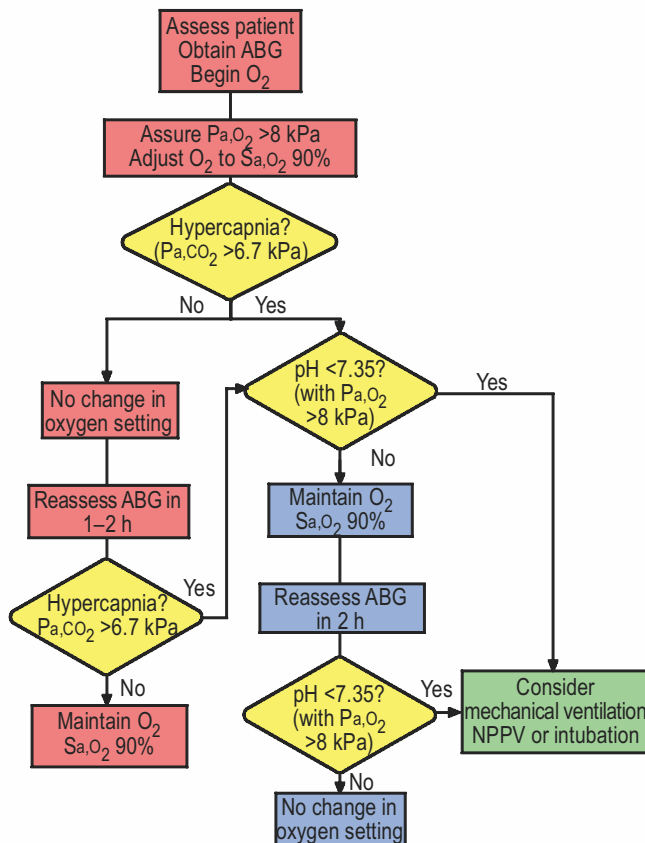 Assess patient
Obtain ABG
Begin O2
Assure Pa,O2 >8 kPa
Adjust O2 to Sa,O2 90%
Hypercapnia?
(Pa,CO2 >6.7 kPa)
No
Yes
No change in
oxygen setting
Reassess ABG in
1–2 h
Hypercapnia?
Pa,CO2 >6.7 kPa
Yes
No
Maintain O2
Sa,O2 90%
pH <7.35?
(with Pa,O2
>8 kPa)
Yes
No
Maintain O2
Sa,O2 90%
Reassess ABG
in 2 h
pH <7.35?
(with Pa,O2
>8 kPa)
Yes
No
No change in
oxygen setting
Consider
mechanical ventilation
NPPV or intubation